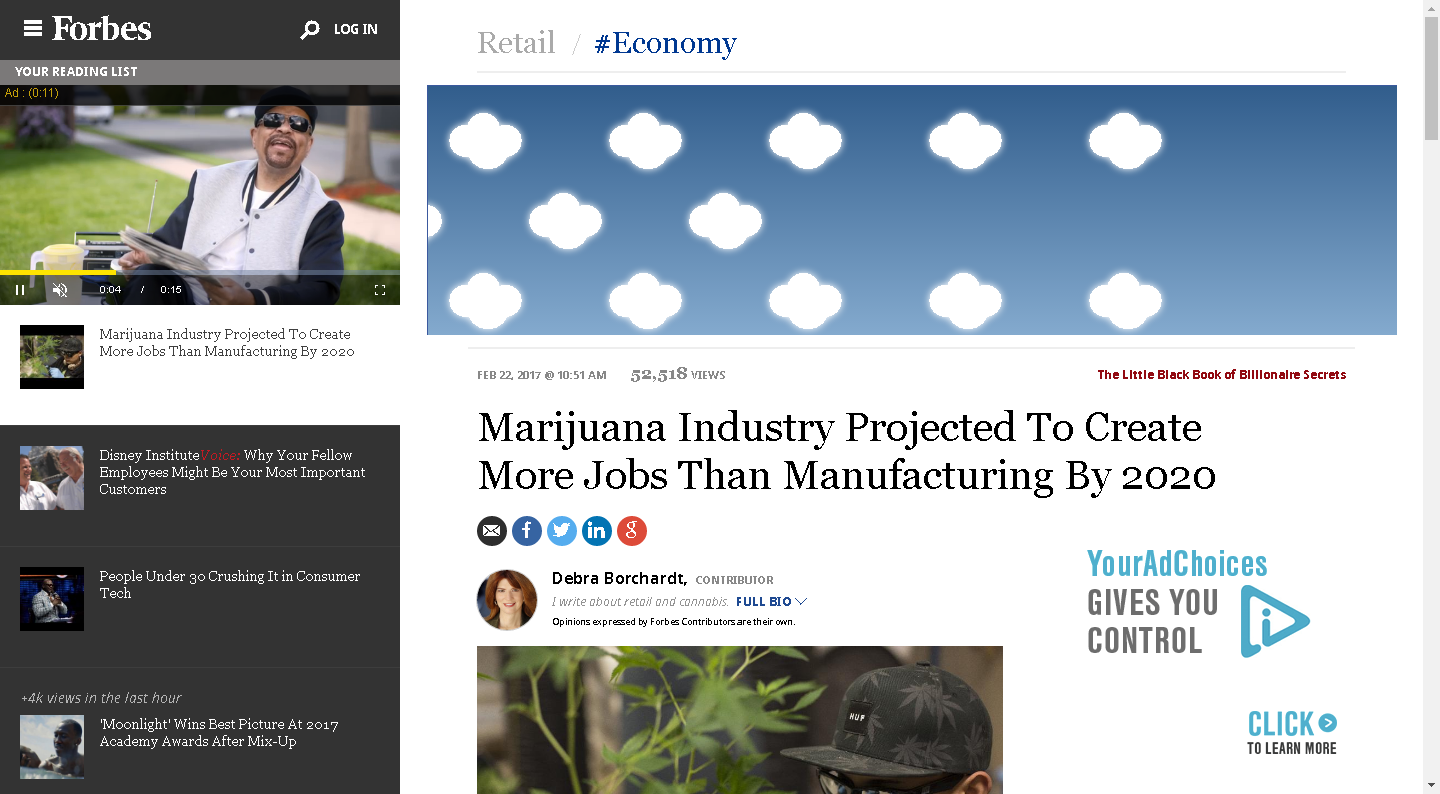 Forbes
LOG IN
YOUR READING LIST
Ad : (0:11)
0:04 / 0:15
Marijuana Industry Projected To Create
More Jobs Than Manufacturing By 2020
Disney InstituteVoice: Why Your Fellow
Employees Might Be Your Most Important
Customers
People Under 30 Crushing It in Consumer
Tech
+4k views in the last hour
'Moonlight' Wins Best Picture At 2017
Academy Awards After Mix-Up
Retail / #Economy
FEB 22, 2017 @ 10:51 AM 52,518 VIEWS
The Little Black Book of Billionaire Secrets
Marijuana Industry Projected To Create
More Jobs Than Manufacturing By 2020
f
in
g
Debra Borchardt, CONTRIBUTOR
I write about retail and cannabis. FULL BIO
Opinions expressed by Forbes Contributors are their own.
HUF
YourAdChoices
GIVES YOU
CONTROL
CLICK
TO LEARN MORE